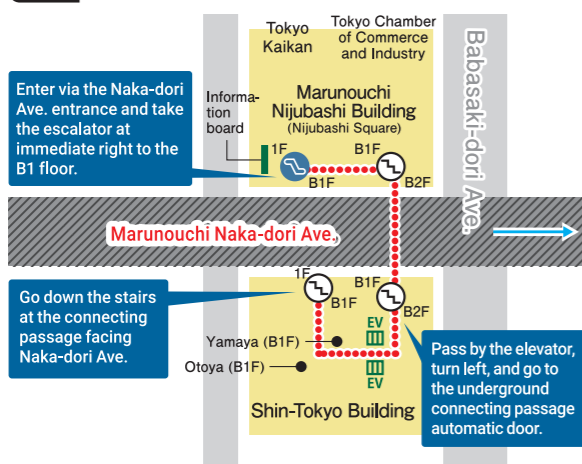 Tokyo
Kaikan
Tokyo Chamber
of Commerce
and Industry
Babasaki-dori Ave.
Enter via the Naka-dori
Ave. entrance and take
the escalator at
immediate right to the
B1 floor.
Informa-
tion
board
Marunouchi
Nijubashi Building
(Nijubashi Square)
1F
B1F
B1F
B2F
Marunouchi Naka-dori Ave.
Go down the stairs
at the connecting
passage facing
Naka-dori Ave.
1F
B1F
B1F
B2F
EV
Yamaya (B1F)
Otoya (B1F)
EV
Shin-Tokyo Building
Pass by the elevator,
turn left, and go to
the underground
connecting passage
automatic door.